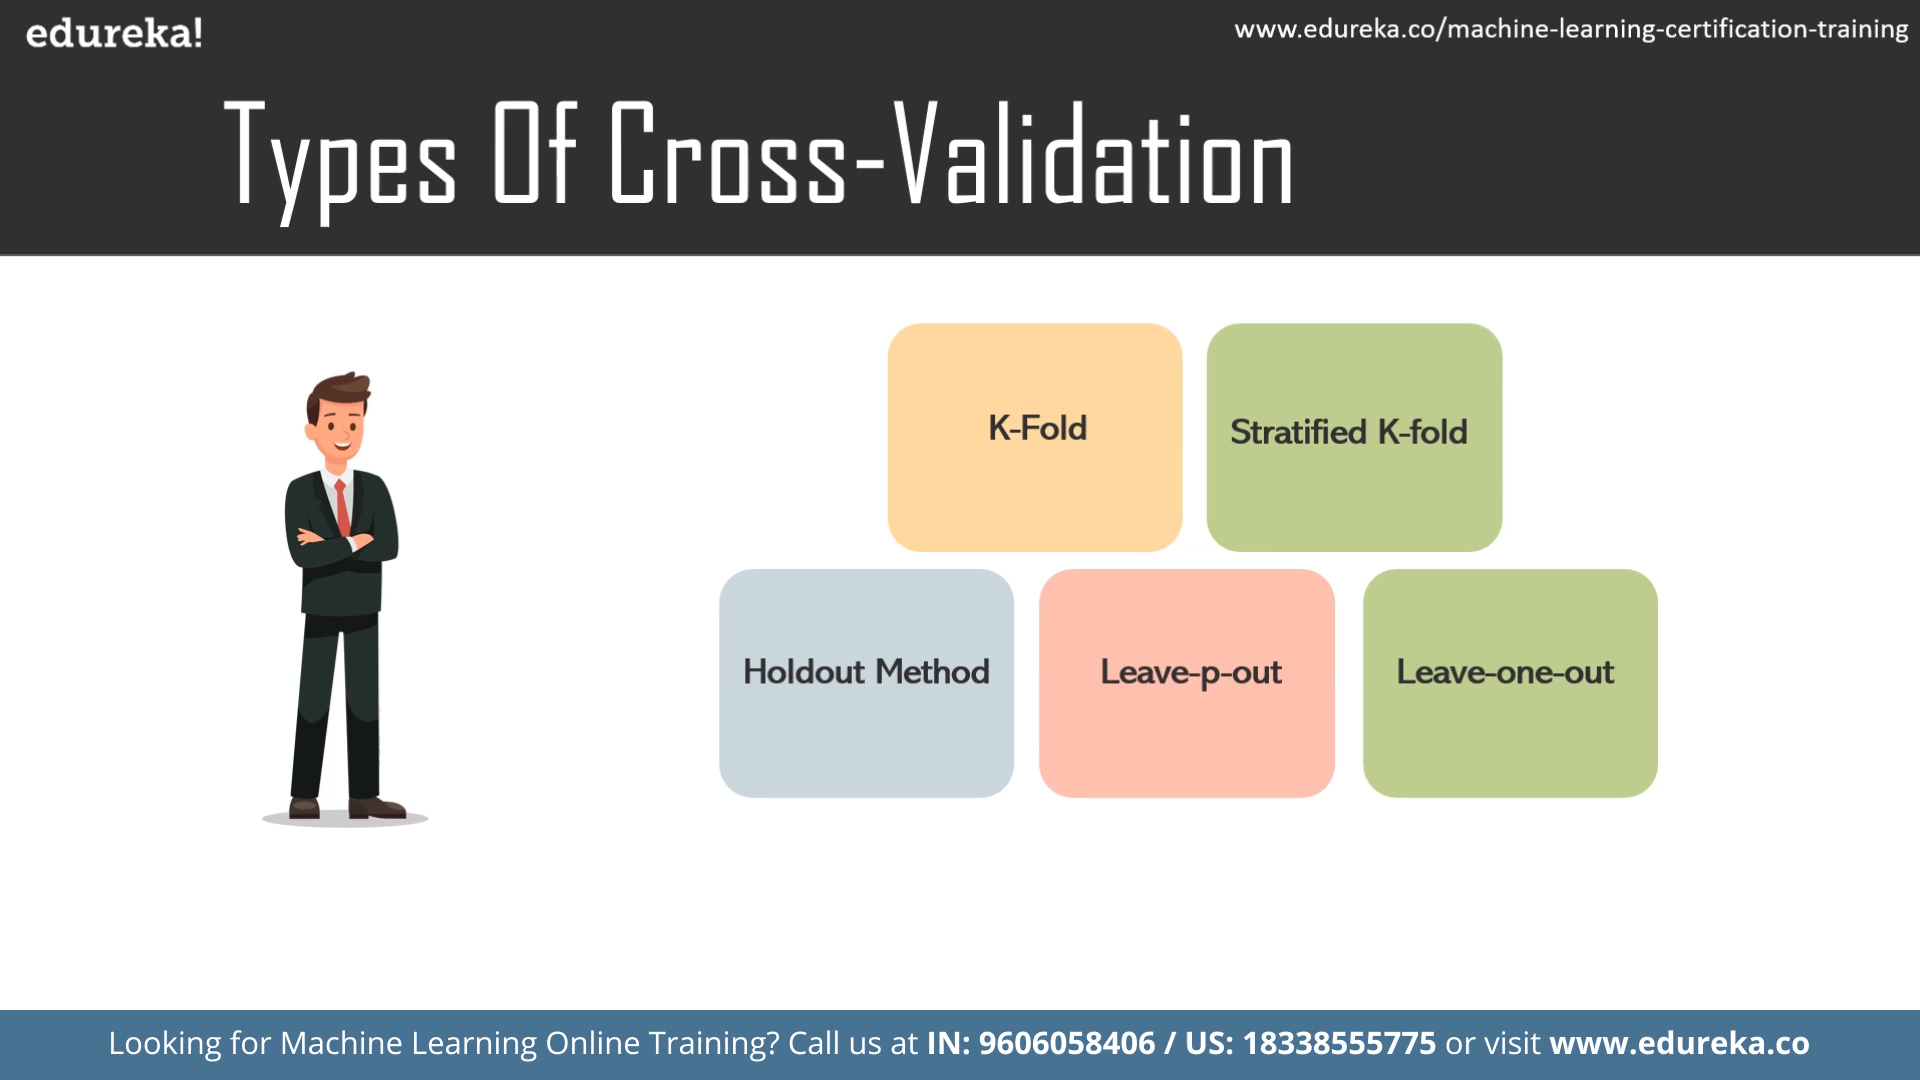 edureka!
www.edureka.co/machine-learning-certification-training
Types Of Cross-Validation
K-Fold
Stratified K-fold
Holdout Method
Leave-p-out
Leave-one-out
Looking for Machine Learning Online Training? Call us at IN: 9606058406 / US: 18338555775 or visit www.edureka.co